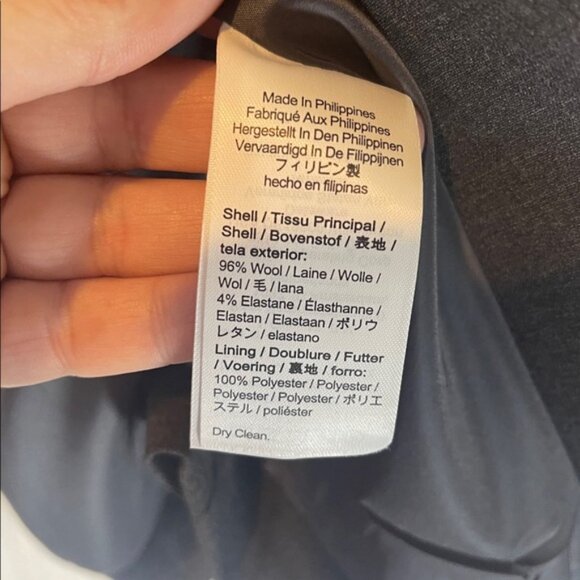 Made In Philippines
Fabriqué Aux Philippines
Hergestellt In Den Philippinen
Vervaardigd In De Filippijnen
フィリピン製
hecho en filipinas
Shell / Tissu Principal /
Shell / Bovenstof / 表地 /
tela exterior:
96% Wool / Laine / Wolle /
Wol / 毛 / lana
4% Elastane / Élasthanne /
Elastan / Elastaan / ポリウ
レタン / elastano
Lining / Doublure / Futter
/ Voering / 裏地 / forro:
100% Polyester / Polyester /
Polyester / Polyester / ポリエ
ステル / poliéster
Dry Clean.